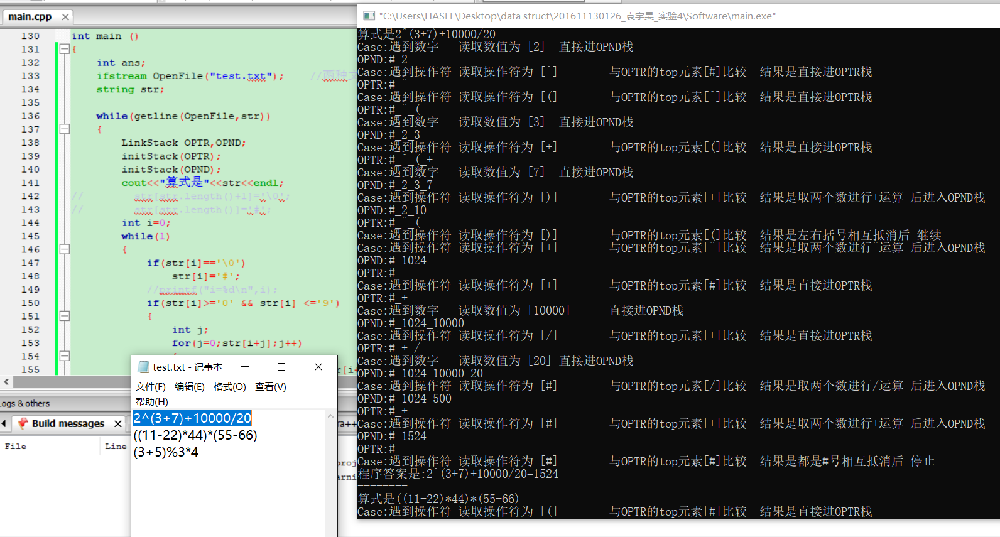 main.cpp
130 int main ()
131 {
132 int ans;
133 ifstream OpenFile("test.txt"); //两种文
134 string str;
135
136 while(getline(OpenFile,str))
137 {
138 LinkStack OPTR,OPND;
139 initStack(OPTR);
140 initStack(OPND);
141 cout<<"算式是"<<str<<endl;
142 // str[str.length()+1]='\0';
143 // str[str.length()]='#';
144 int i=0;
145 while(1)
146 {
147 if(str[i]=='\0')
148 str[i]='#';
149 //printf("i=%d\n",i);
150 if(str[i]>='0' && str[i] <='9')
151 {
152 int j;
153 for(j=0;str[i+j];j++)
154
155
Logs & others
Build messages
File Line
test.txt - 记事本
文件(F) 编辑(E) 格式(O) 查看(V)
帮助(H)
2^(3+7)+10000/20
((11-22)*44)*(55-66)
(3+5)%3*4
"C:\Users\HASEE\Desktop\data struct\201611130126_袁宇昊_实验4\Software\main.exe"
算式是2^(3+7)+10000/20
Case:遇到数字 读取数值为 [2] 直接进OPND栈
OPND:#_2
Case:遇到操作符 读取操作符为 [^] 与OPTR的top元素[#]比较 结果是直接进OPTR栈
OPTR:#_^
Case:遇到操作符 读取操作符为 [(] 与OPTR的top元素[^]比较 结果是直接进OPTR栈
OPTR:#_^_(
Case:遇到数字 读取数值为 [3] 直接进OPND栈
OPND:#_2_3
Case:遇到操作符 读取操作符为 [+] 与OPTR的top元素[(]比较 结果是直接进OPTR栈
OPTR:#_^_(_+
Case:遇到数字 读取数值为 [7] 直接进OPND栈
OPND:#_2_3_7
Case:遇到操作符 读取操作符为 [)] 与OPTR的top元素[+]比较 结果是取两个数进行+运算 后进入OPND栈
OPND:#_2_10
OPTR:#_^_(
Case:遇到操作符 读取操作符为 [)] 与OPTR的top元素[(]比较 结果是左右括号相互抵消后 继续
Case:遇到操作符 读取操作符为 [+] 与OPTR的top元素[^]比较 结果是取两个数进行^运算 后进入OPND栈
OPND:#_1024
OPTR:#
Case:遇到操作符 读取操作符为 [+] 与OPTR的top元素[#]比较 结果是直接进OPTR栈
OPTR:#_+
Case:遇到数字 读取数值为 [10000] 直接进OPND栈
OPND:#_1024_10000
Case:遇到操作符 读取操作符为 [/] 与OPTR的top元素[+]比较 结果是直接进OPTR栈
OPTR:#_+_/
Case:遇到数字 读取数值为 [20] 直接进OPND栈
OPND:#_1024_10000_20
Case:遇到操作符 读取操作符为 [#] 与OPTR的top元素[/]比较 结果是取两个数进行/运算 后进入OPND栈
OPND:#_1024_500
OPTR:#_+
Case:遇到操作符 读取操作符为 [#] 与OPTR的top元素[+]比较 结果是取两个数进行+运算 后进入OPND栈
OPND:#_1524
OPTR:#
Case:遇到操作符 读取操作符为 [#] 与OPTR的top元素[#]比较 结果是都是#号相互抵消后 停止
程序答案是:2^(3+7)+10000/20=1524
--------
算式是((11-22)*44)*(55-66)
Case:遇到操作符 读取操作符为 [(] 与OPTR的top元素[#]比较 结果是直接进OPTR栈